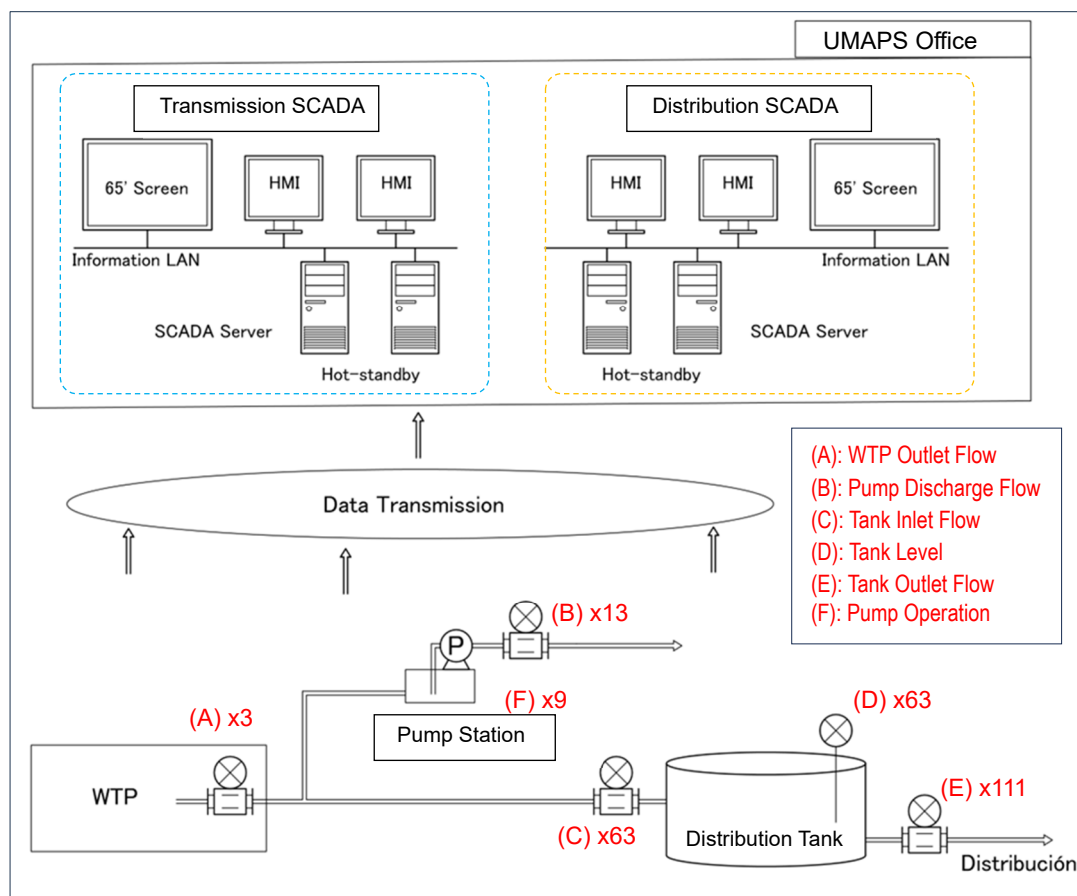 UMAPS Office
Transmission SCADA
65' Screen
HMI
HMI
Information LAN
SCADA Server
Hot-standby
Distribution SCADA
HMI
HMI
65' Screen
Information LAN
SCADA Server
Hot-standby
Data Transmission
(A): WTP Outlet Flow
(B): Pump Discharge Flow
(C): Tank Inlet Flow
(D): Tank Level
(E): Tank Outlet Flow
(F): Pump Operation
(B) x13
P
(F) x9
Pump Station
(A) x3
WTP
(C) x63
(D) x63
Distribution Tank
(E) x111
Distribución